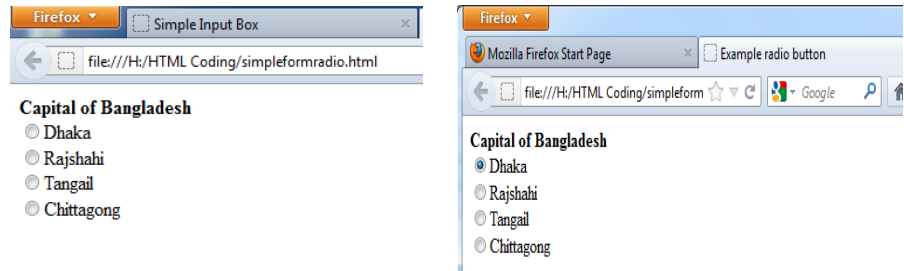 Firefox
Simple Input Box
file:///H:/HTML Coding/simpleformradio.html
Capital of Bangladesh
Dhaka
Rajshahi
Tangail
Chittagong
Firefox
Mozilla Firefox Start Page
Example radio button
file:///H:/HTML Coding/simpleform
Google
Capital of Bangladesh
Dhaka
Rajshahi
Tangail
Chittagong